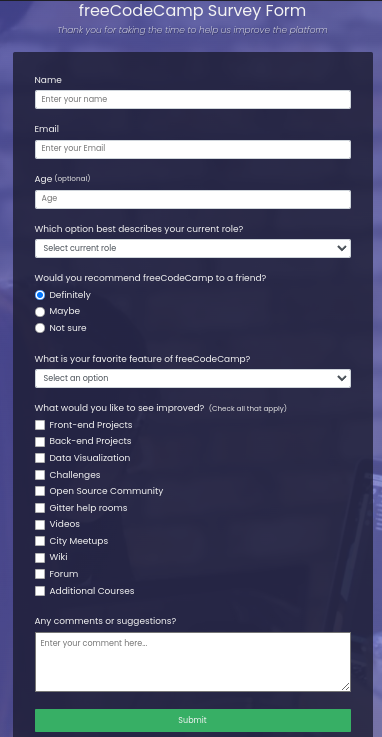 freeCodeCamp Survey Form
Thank you for taking the time to help us improve the platform
Name
Enter your name
Email
Enter your Email
Age (optional)
Age
Which option best describes your current role?
Select current role
Would you recommend freeCodeCamp to a friend?
Definitely
Maybe
Not sure
What is your favorite feature of freeCodeCamp?
Select an option
What would you like to see improved? (Check all that apply)
Front-end Projects
Back-end Projects
Data Visualization
Challenges
Open Source Community
Gitter help rooms
Videos
City Meetups
Wiki
Forum
Additional Courses
Any comments or suggestions?
Enter your comment here...
Submit